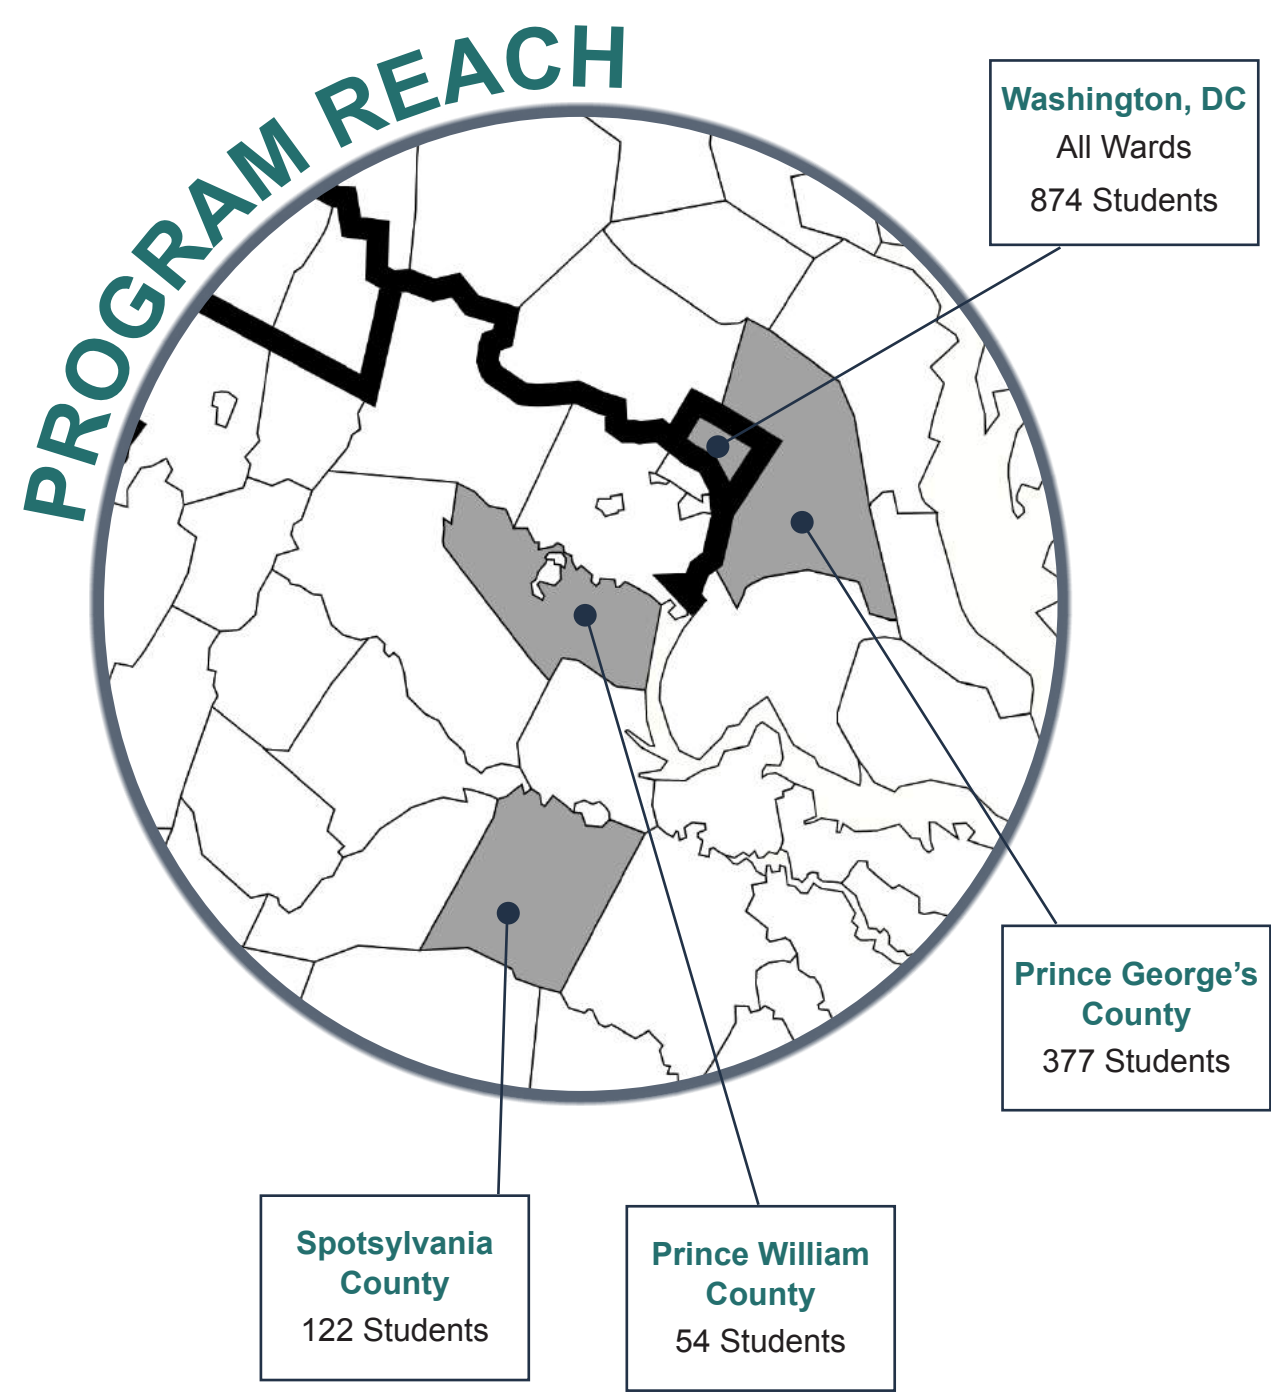 PROGRAM REACH
Washington, DC
All Wards
874 Students
Prince George’s
County
377 Students
Spotsylvania
County
122 Students
Prince William
County
54 Students